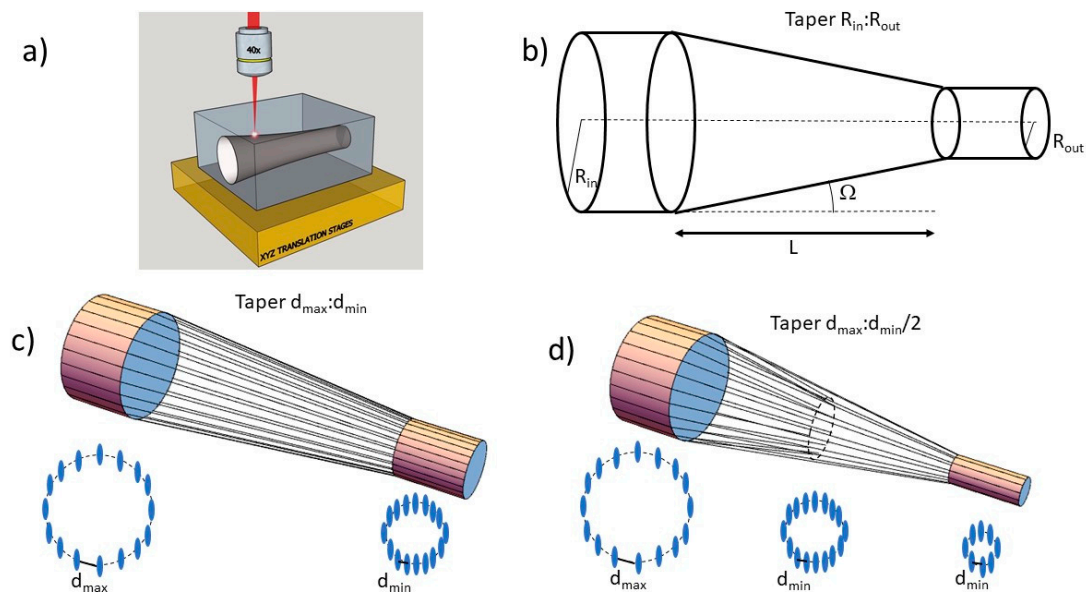 a)
40x
XYZ TRANSLATION STAGES
b)
Taper R_in:R_out
R_in
R_out
Ω
L
c)
Taper d_max:d_min
d_max
d_min
d)
Taper d_max:d_min/2
d_max
d_min
d_min